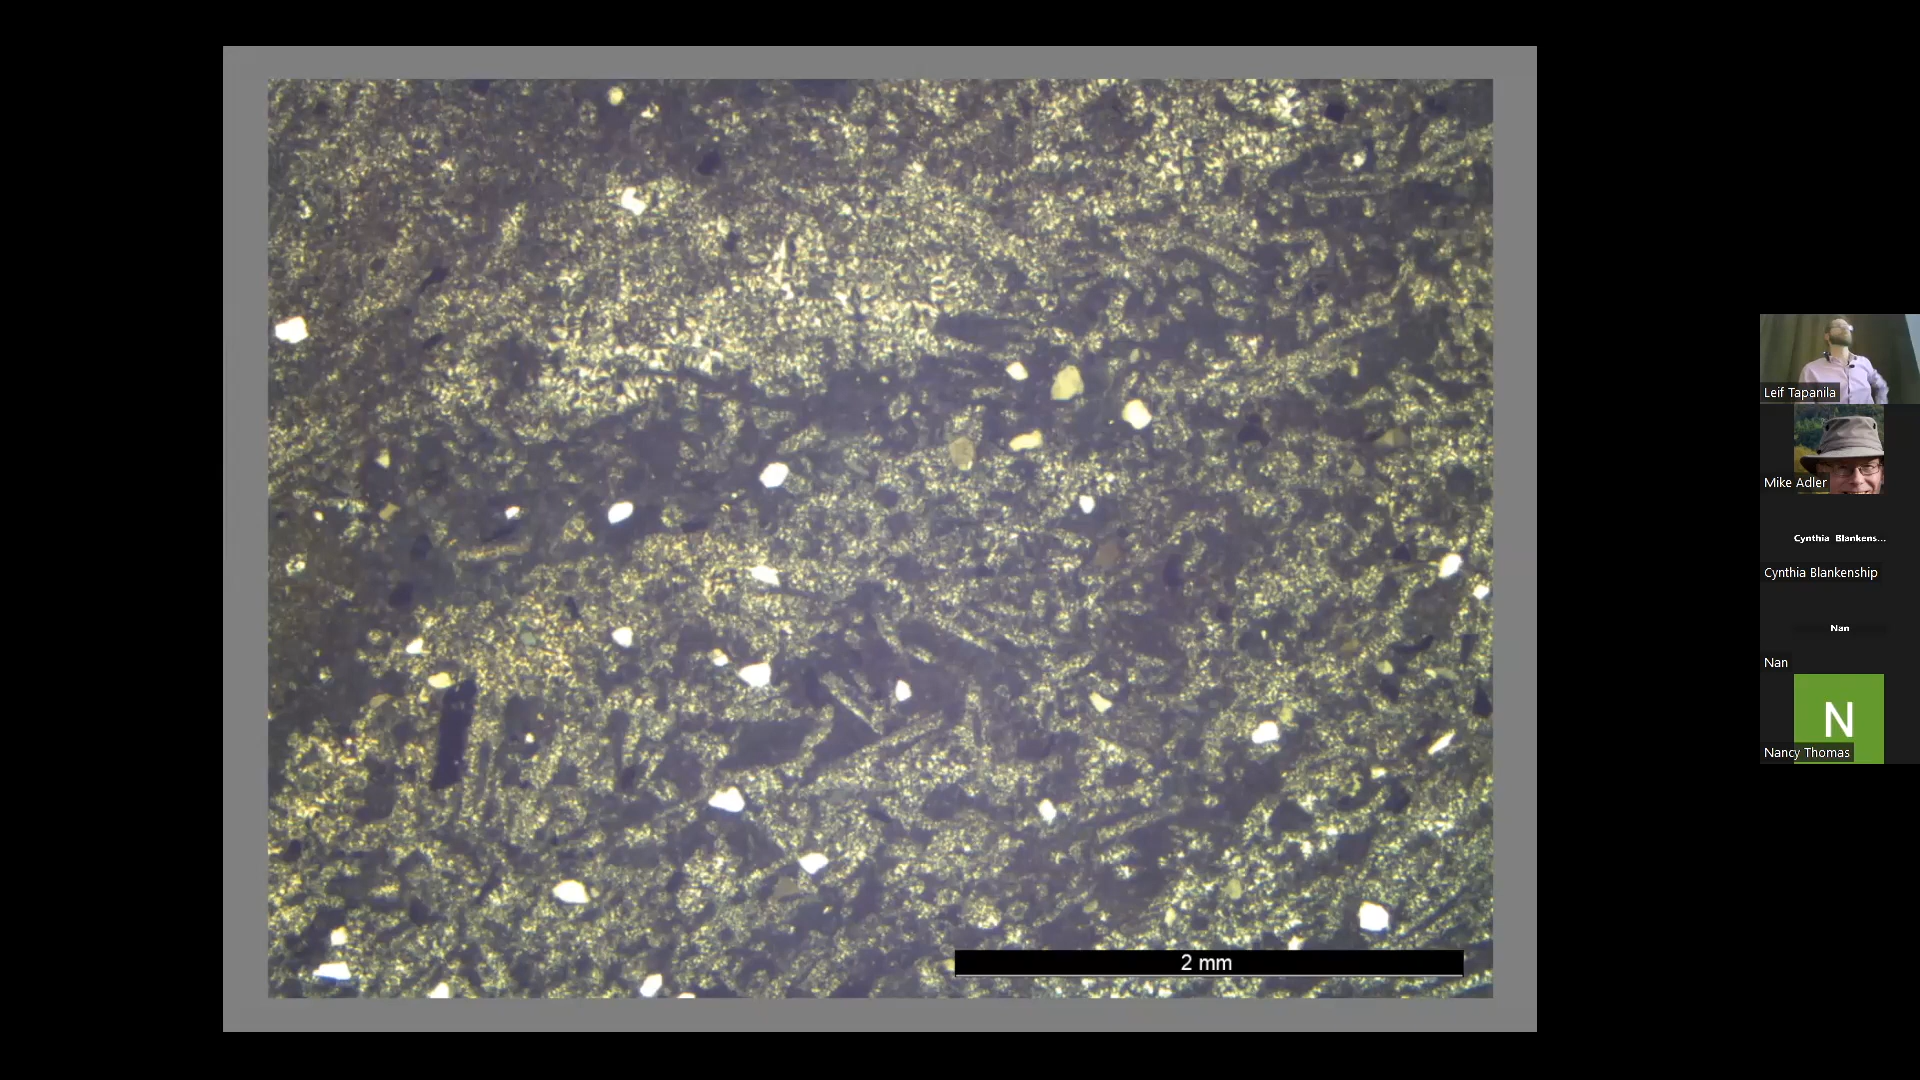 2 mm
Leif Tapanila
Mike Adler
Cynthia Blankens...
Cynthia Blankenship
Nan
Nan
N
Nancy Thomas